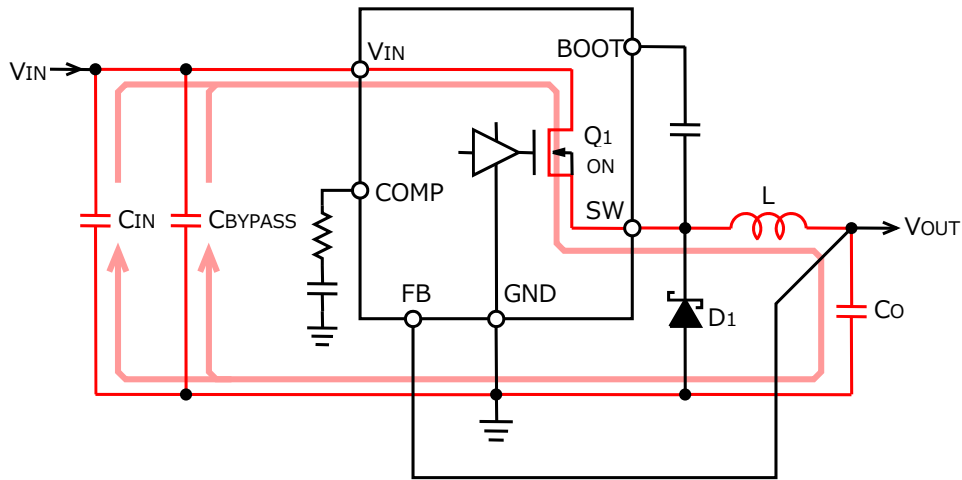 BOOT
VIN
VIN
Q1
ON
COMP
SW
L
CIN
CBYPASS
VOUT
FB
GND
D1
CO